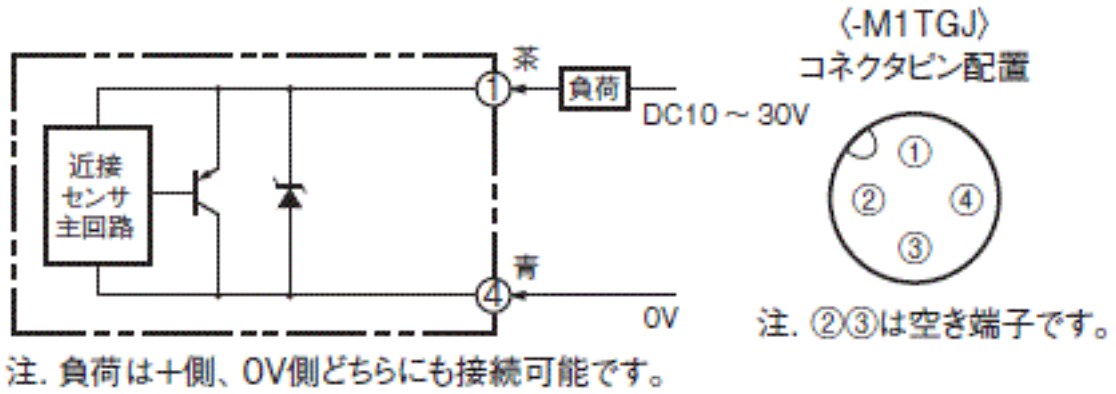 〈-M1TGJ〉
コネクタピン配置
茶
①
負荷
DC10 ～ 30V
近接
センサ
主回路
①
②
④
③
青
④
0V
注. ②③は空き端子です。
注. 負荷は＋側、0V側どちらにも接続可能です。